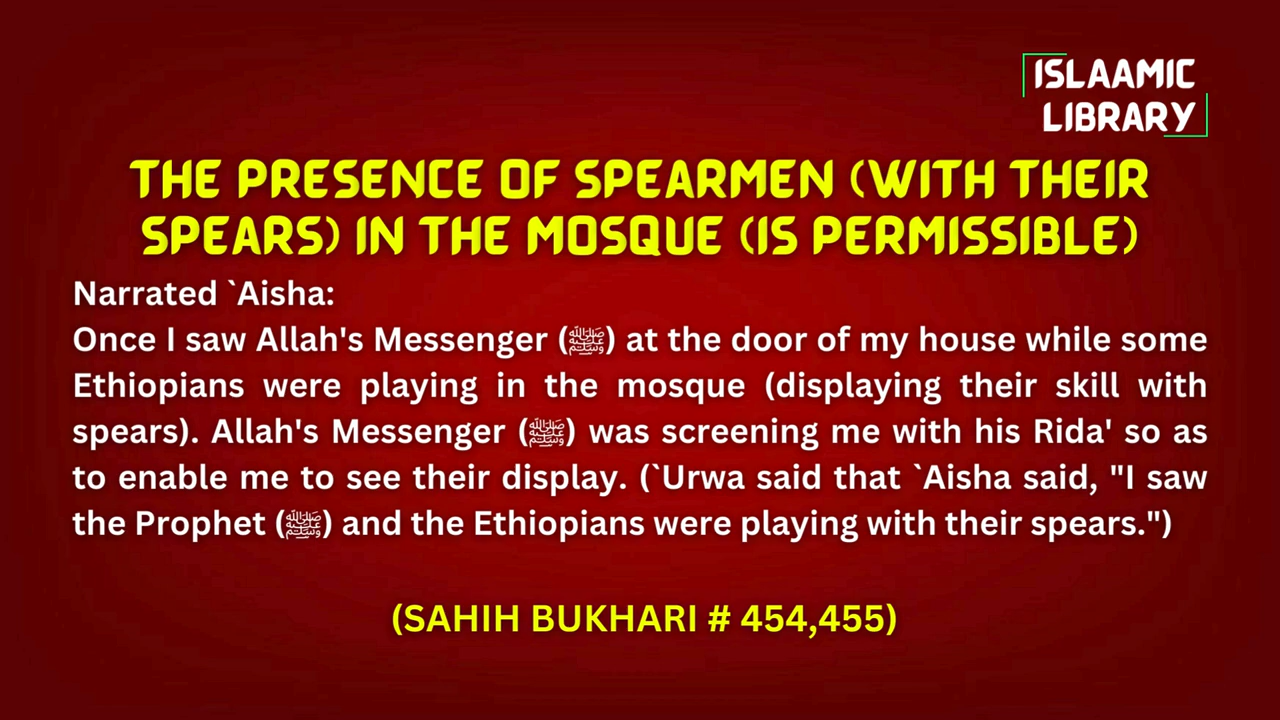 ISLAAMIC
LIBRARY
THE PRESENCE OF SPEARMEN (WITH THEIR
SPEARS) IN THE MOSQUE (IS PERMISSIBLE)
Narrated `Aisha:
Once I saw Allah's Messenger (ﷺ) at the door of my house while some
Ethiopians were playing in the mosque (displaying their skill with
spears). Allah's Messenger (ﷺ) was screening me with his Rida' so as
to enable me to see their display. (`Urwa said that `Aisha said, "I saw
the Prophet (ﷺ) and the Ethiopians were playing with their spears.")
(SAHIH BUKHARI # 454,455)